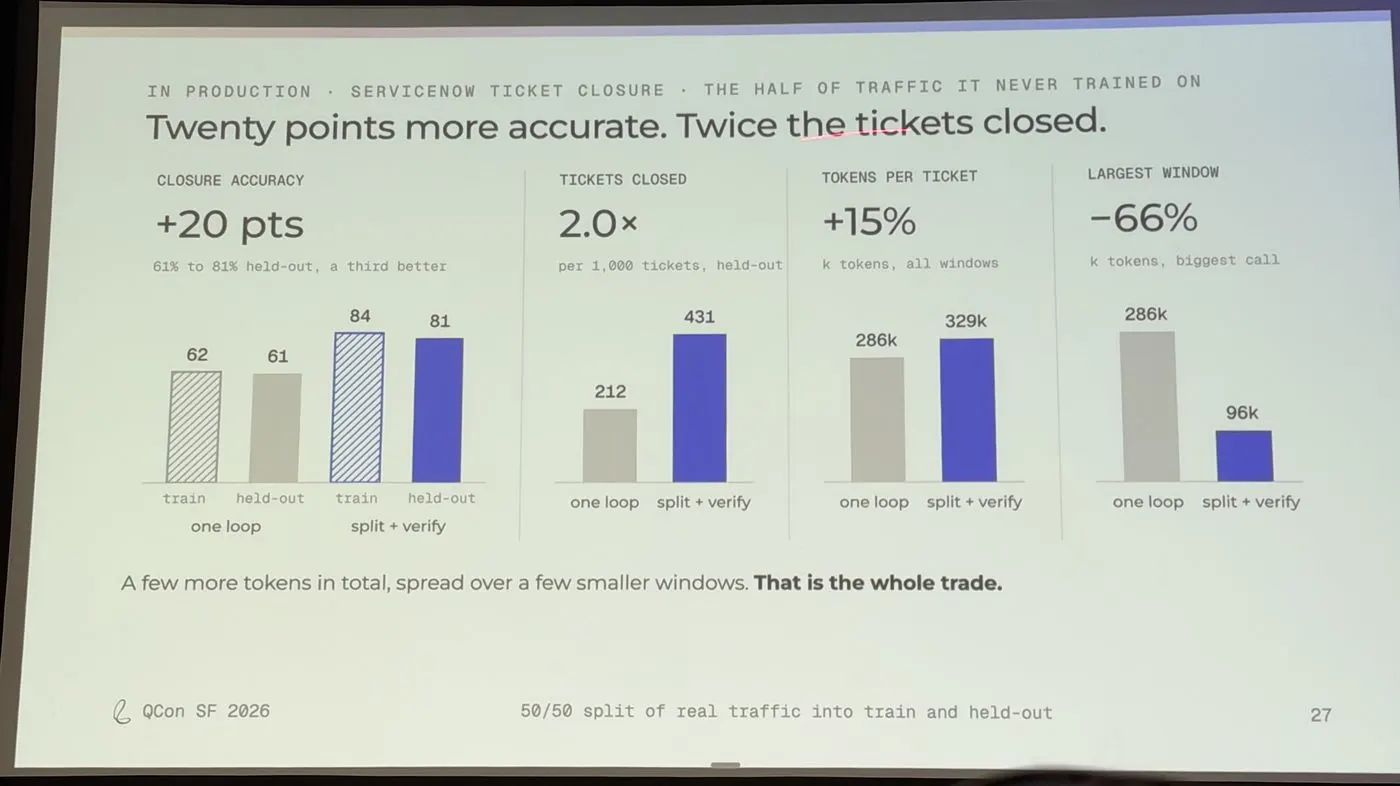 IN PRODUCTION · SERVICENOW TICKET CLOSURE · THE HALF OF TRAFFIC IT NEVER TRAINED ON
Twenty points more accurate. Twice the tickets closed.
CLOSURE ACCURACY
+20 pts
61% to 81% held-out, a third better
62
61
84
81
train
held-out
train
held-out
one loop
split + verify
TICKETS CLOSED
2.0×
per 1,000 tickets, held-out
212
431
one loop
split + verify
TOKENS PER TICKET
+15%
k tokens, all windows
286k
329k
one loop
split + verify
LARGEST WINDOW
−66%
k tokens, biggest call
286k
96k
one loop
split + verify
A few more tokens in total, spread over a few smaller windows. That is the whole trade.
QCon SF 2026
50/50 split of real traffic into train and held-out
27